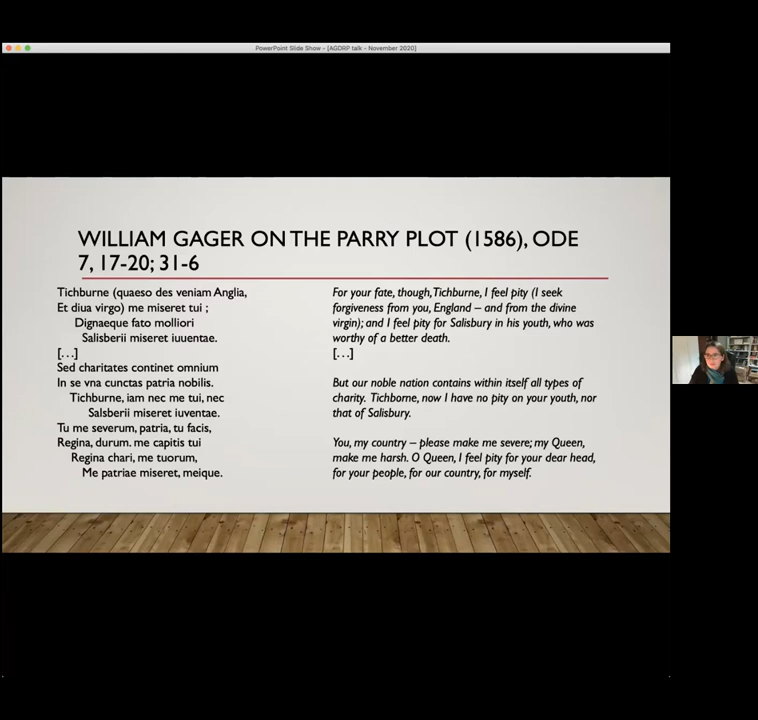 PowerPoint Slide Show - [AGDRP talk - November 2020]
WILLIAM GAGER ON THE PARRY PLOT (1586), ODE
7, 17-20; 31-6
Tichburne (quaeso des veniam Anglia,
Et diua virgo) me miseret tui ;
Dignaeque fato molliori
Salisberii miseret iuuentae.
[…]
Sed charitates continet omnium
In se vna cunctas patria nobilis.
Tichburne, iam nec me tui, nec
Salsberii miseret iuventae.
Tu me severum, patria, tu facis,
Regina, durum. me capitis tui
Regina chari, me tuorum,
Me patriae miseret, meique.
For your fate, though, Tichburne, I feel pity (I seek
forgiveness from you, England – and from the divine
virgin); and I feel pity for Salisbury in his youth, who was
worthy of a better death.
[…]
But our noble nation contains within itself all types of
charity. Tichborne, now I have no pity on your youth, nor
that of Salisbury.
You, my country – please make me severe; my Queen,
make me harsh. O Queen, I feel pity for your dear head,
for your people, for our country, for myself.